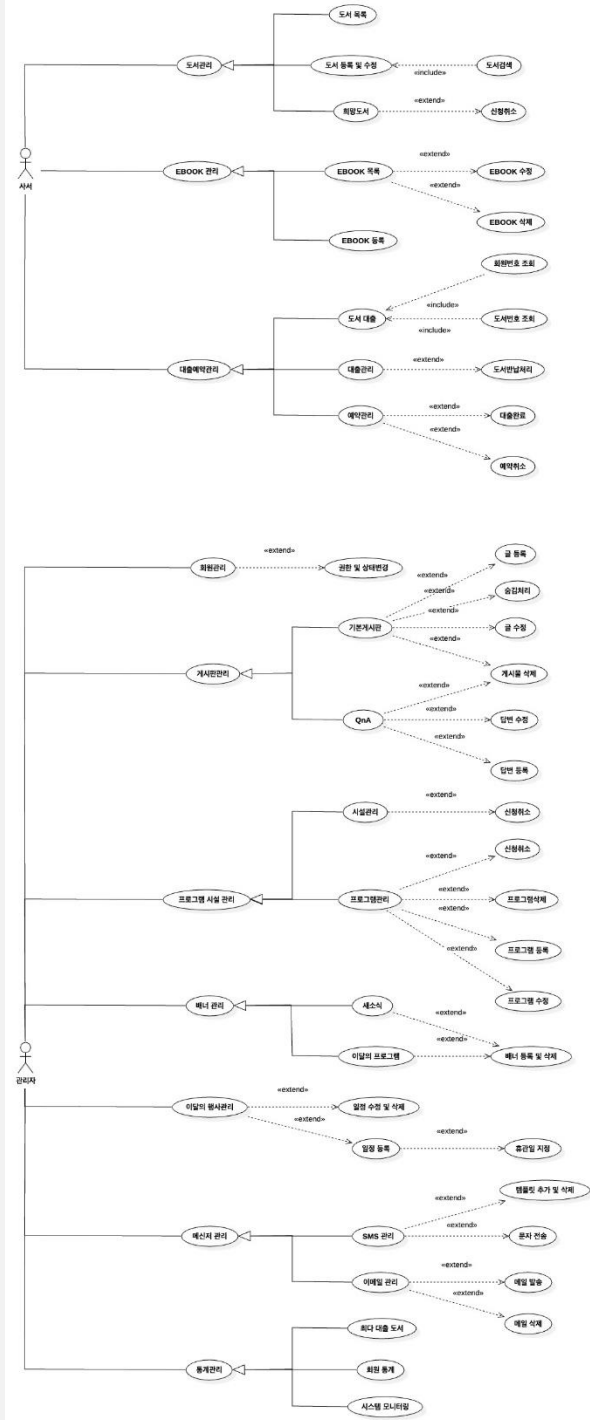 도서 목록
도서관리
도서 등록 및 수정
«include»
도서검색
희망도서
«extend»
신청취소
사서
EBOOK 관리
EBOOK 목록
«extend»
EBOOK 수정
«extend»
EBOOK 삭제
EBOOK 등록
회원번호 조회
«include»
도서 대출
도서번호 조회
«include»
대출예약관리
대출관리
«extend»
도서반납처리
예약관리
«extend»
대출완료
«extend»
예약취소
회원관리
«extend»
권한 및 상태변경
글 등록
«extend»
숨김처리
«extend»
기본게시판
«extend»
글 수정
게시판관리
«extend»
게시물 삭제
«extend»
QnA
«extend»
답변 수정
«extend»
답변 등록
시설관리
«extend»
신청취소
신청취소
«extend»
프로그램 시설 관리
프로그램관리
«extend»
프로그램삭제
«extend»
프로그램 등록
«extend»
프로그램 수정
배너 관리
새소식
«extend»
이달의 프로그램
«extend»
배너 등록 및 삭제
관리자
이달의 행사관리
«extend»
일정 수정 및 삭제
«extend»
일정 등록
«extend»
휴관일 지정
템플릿 추가 및 삭제
«extend»
메신저 관리
SMS 관리
«extend»
문자 전송
이메일 관리
«extend»
메일 발송
«extend»
메일 삭제
최다 대출 도서
통계관리
회원 통계
시스템 모니터링